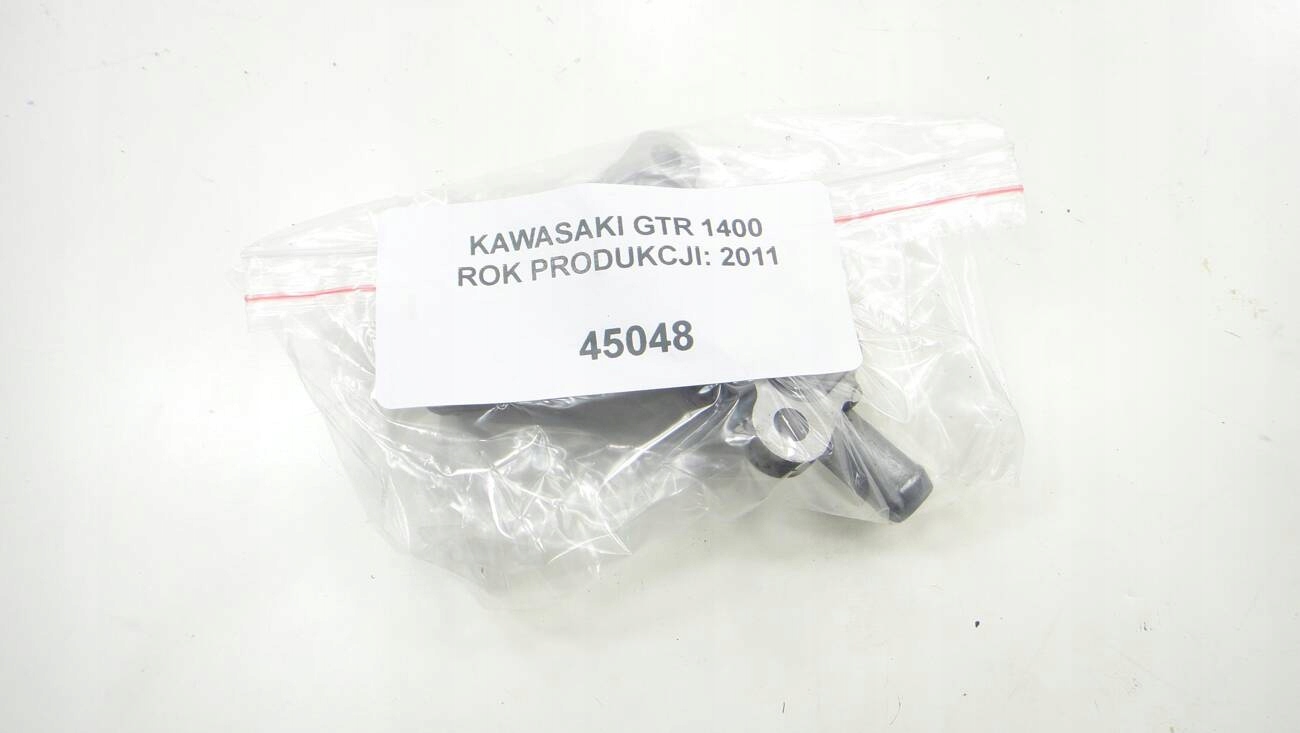 KAWASAKI GTR 1400
ROK PRODUKCJI: 2011
45048